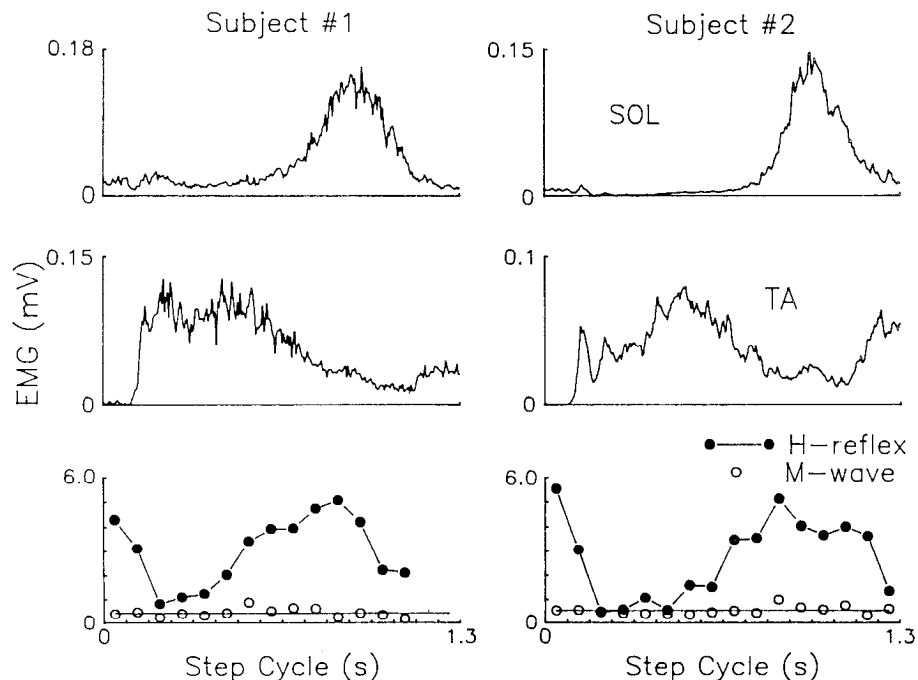 Subject #1
Subject #2
0.18
0
0.15
SOL
0
EMG (mV)
0.15
0
0.1
TA
0
H-reflex
M-wave
6.0
0
0
1.3
Step Cycle (s)
6.0
0
0
1.3
Step Cycle (s)